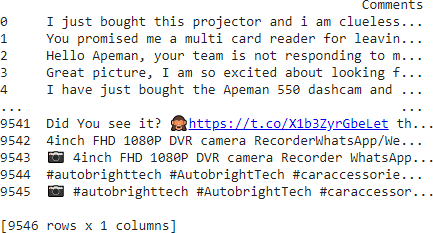 Comments
0 I just bought this projector and i am clueless...
1 You promised me a multi card reader for leavin...
2 Hello Apeman, your team is not responding to m...
3 Great picture, I am so excited about looking f...
4 I have just bought the Apeman 550 dashcam and ...
... ...
9541 Did You see it? 🙈https://t.co/X1b3ZyrGbeLet th...
9542 4inch FHD 1080P DVR camera RecorderWhatsApp/We...
9543 📷 4inch FHD 1080P DVR camera Recorder WhatsApp...
9544 #autobrighttech #AutobrightTech #caraccessorie...
9545 📷 #autobrighttech #AutobrightTech #caraccessor...
[9546 rows x 1 columns]